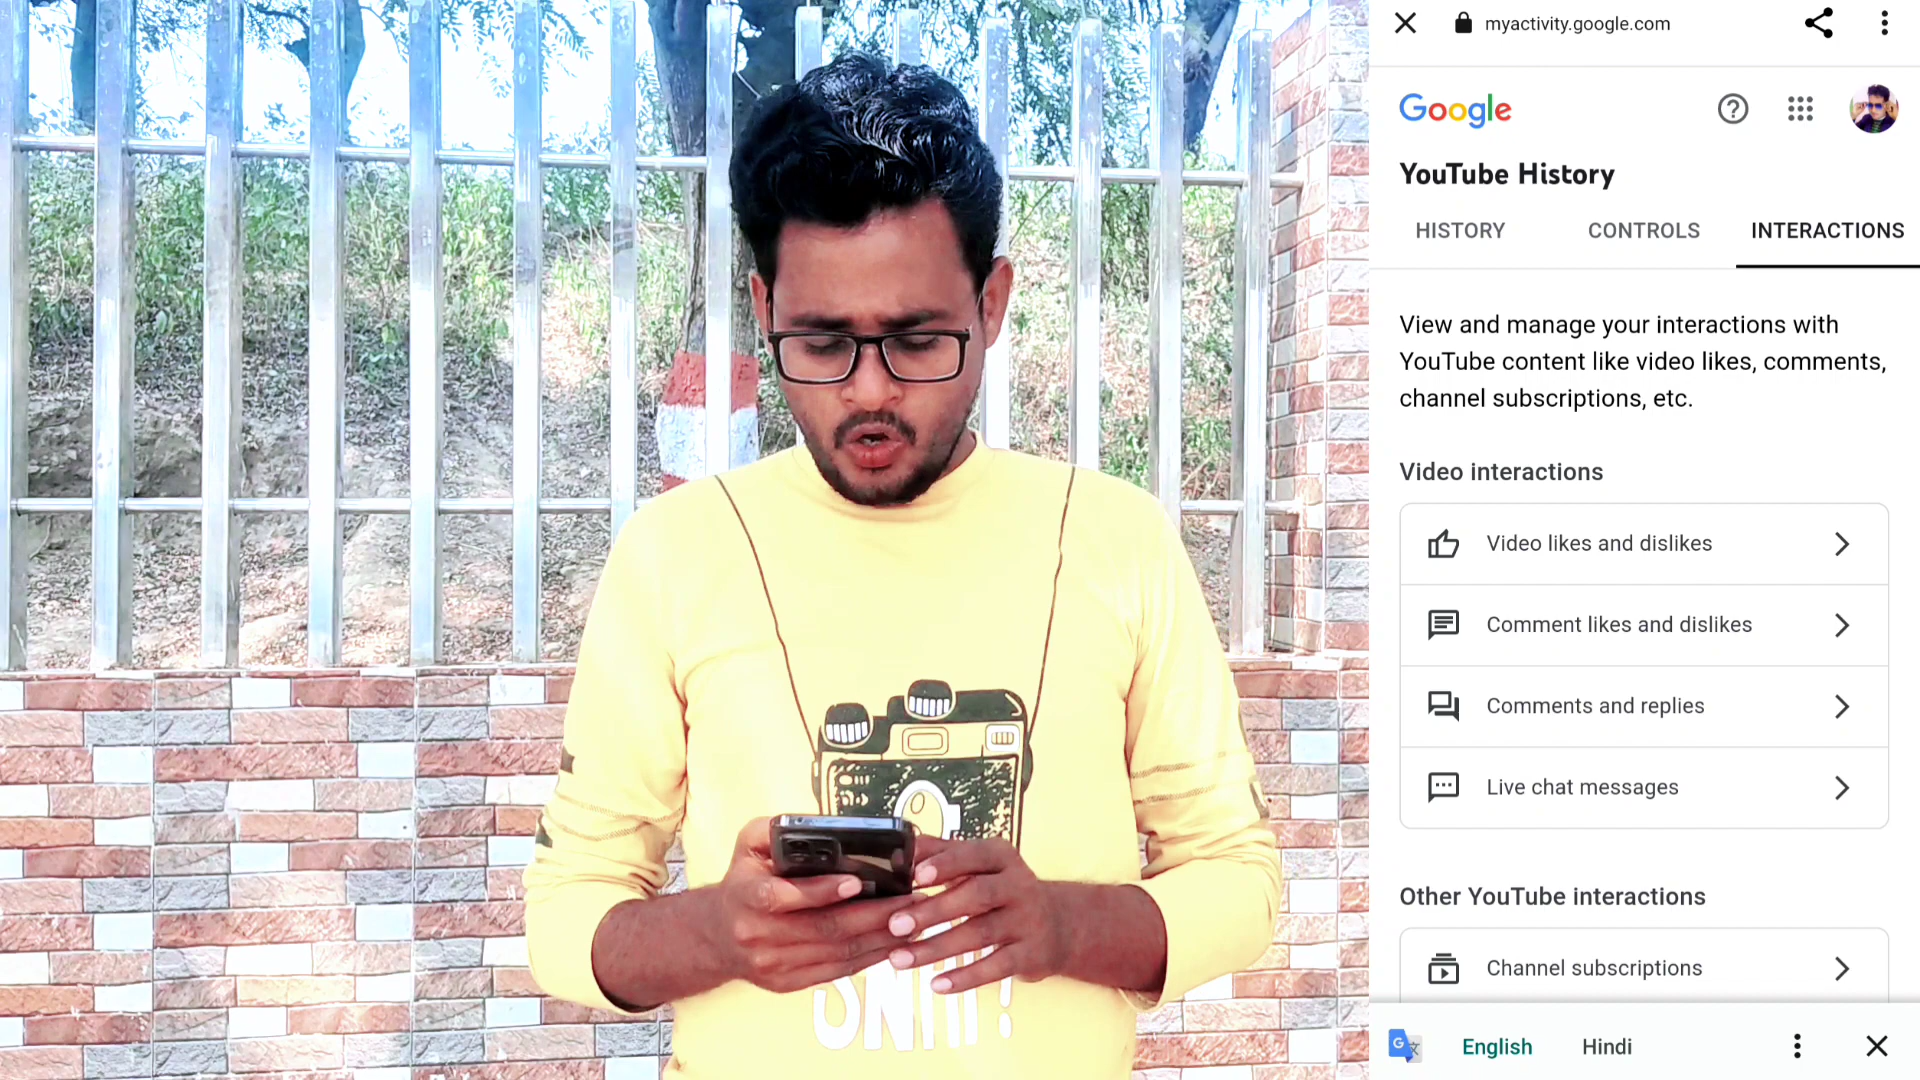 myactivity.google.com
Google
YouTube History
HISTORY CONTROLS INTERACTIONS
View and manage your interactions with
YouTube content like video likes, comments,
channel subscriptions, etc.
Video interactions
Video likes and dislikes
Comment likes and dislikes
Comments and replies
Live chat messages
Other YouTube interactions
Channel subscriptions
English Hindi